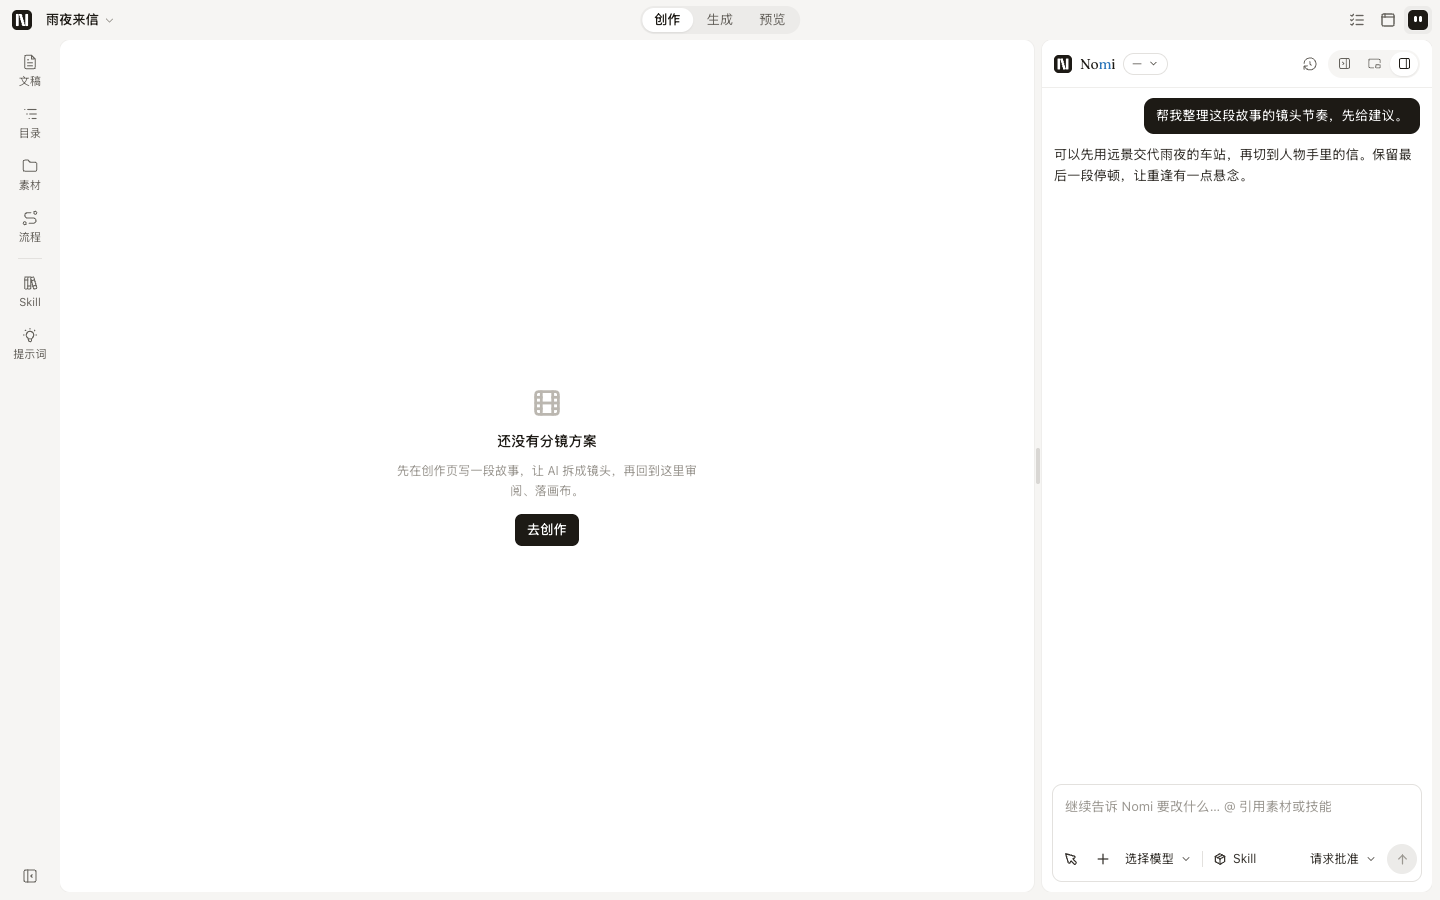 雨夜来信
创作
生成
预览
文稿
目录
素材
流程
Skill
提示词
还没有分镜方案
先在创作页写一段故事，让 AI 拆成镜头，再回到这里审
阅、落画布。
去创作
Nomi
帮我整理这段故事的镜头节奏，先给建议。
可以先用远景交代雨夜的车站，再切到人物手里的信。保留最
后一段停顿，让重逢有一点悬念。
继续告诉 Nomi 要改什么... @ 引用素材或技能
选择模型
Skill
请求批准